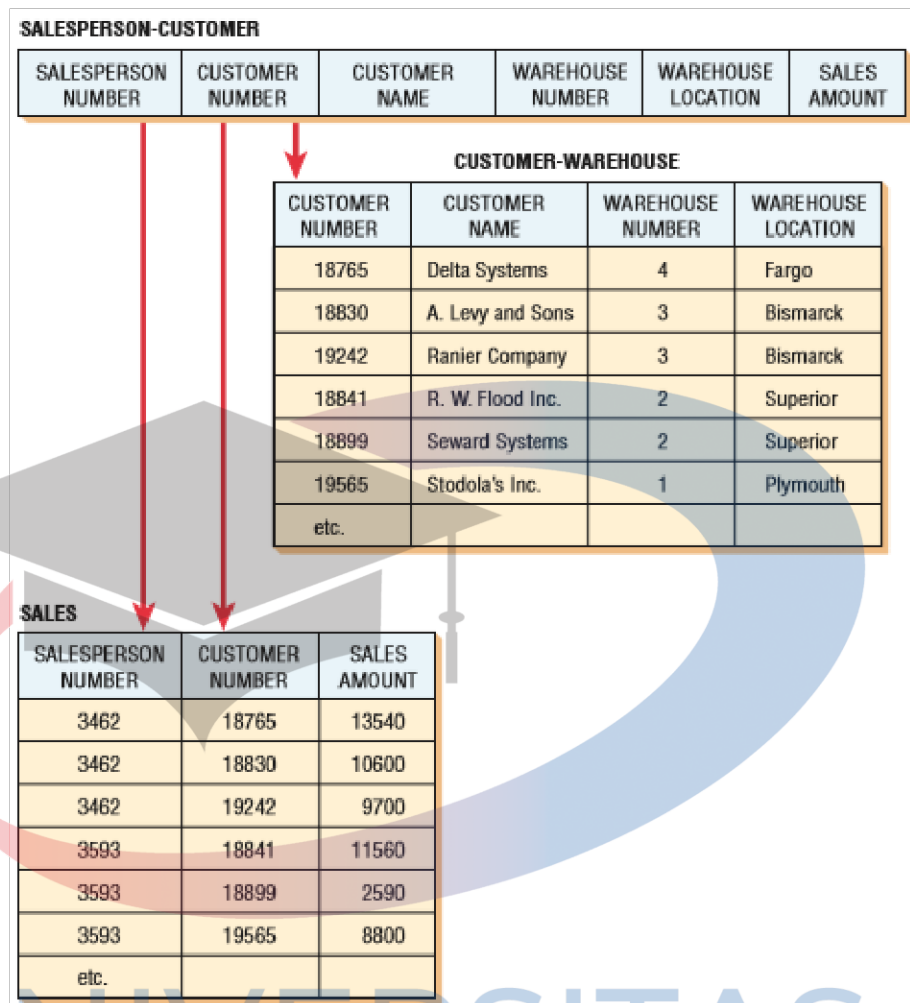 SALESPERSON-CUSTOMER
SALESPERSON NUMBER CUSTOMER NUMBER CUSTOMER NAME WAREHOUSE NUMBER WAREHOUSE LOCATION SALES AMOUNT
CUSTOMER-WAREHOUSE
CUSTOMER NUMBER CUSTOMER NAME WAREHOUSE NUMBER WAREHOUSE LOCATION
18765 Delta Systems 4 Fargo
18830 A. Levy and Sons 3 Bismarck
19242 Ranier Company 3 Bismarck
18841 R. W. Flood Inc. 2 Superior
18899 Seward Systems 2 Superior
19565 Stodola's Inc. 1 Plymouth
etc.
SALES
SALESPERSON NUMBER CUSTOMER NUMBER SALES AMOUNT
3462 18765 13540
3462 18830 10600
3462 19242 9700
3593 18841 11560
3593 18899 2590
3593 19565 8800
etc.
UNIVERSITAS